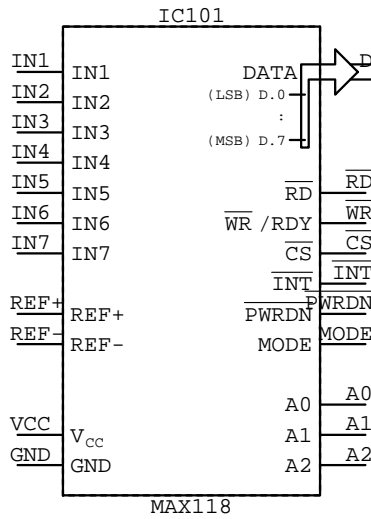 IC101
IN1 IN1 DATA D
IN2 IN2 (LSB) D.0
IN3 IN3 :
IN4 IN4 (MSB) D.7
IN5 IN5 RD RD
IN6 IN6 WR /RDY WR
IN7 IN7 CS CS
INT INT
REF+ REF+ PWRDN PWRDN
REF- REF- MODE MODE
A0 A0
VCC VCC A1 A1
GND GND A2 A2
MAX118